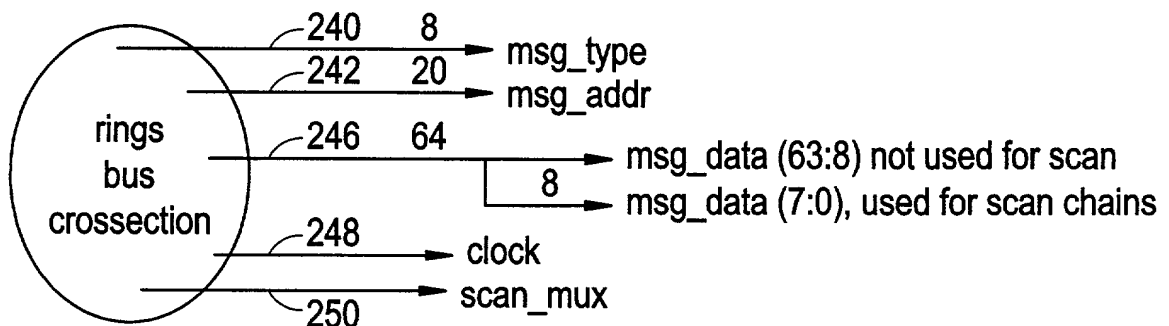 240 8 msg_type
242 20 msg_addr
rings
bus
crossection
246 64 msg_data (63:8) not used for scan
8 msg_data (7:0), used for scan chains
248 clock
250 scan_mux